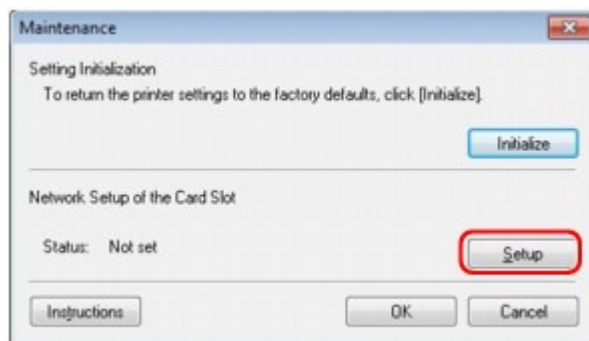 Maintenance
Setting Initialization
To return the printer settings to the factory defaults, click [Initialize].
Initialize
Network Setup of the Card Slot
Status: Not set
Setup
Instructions OK Cancel